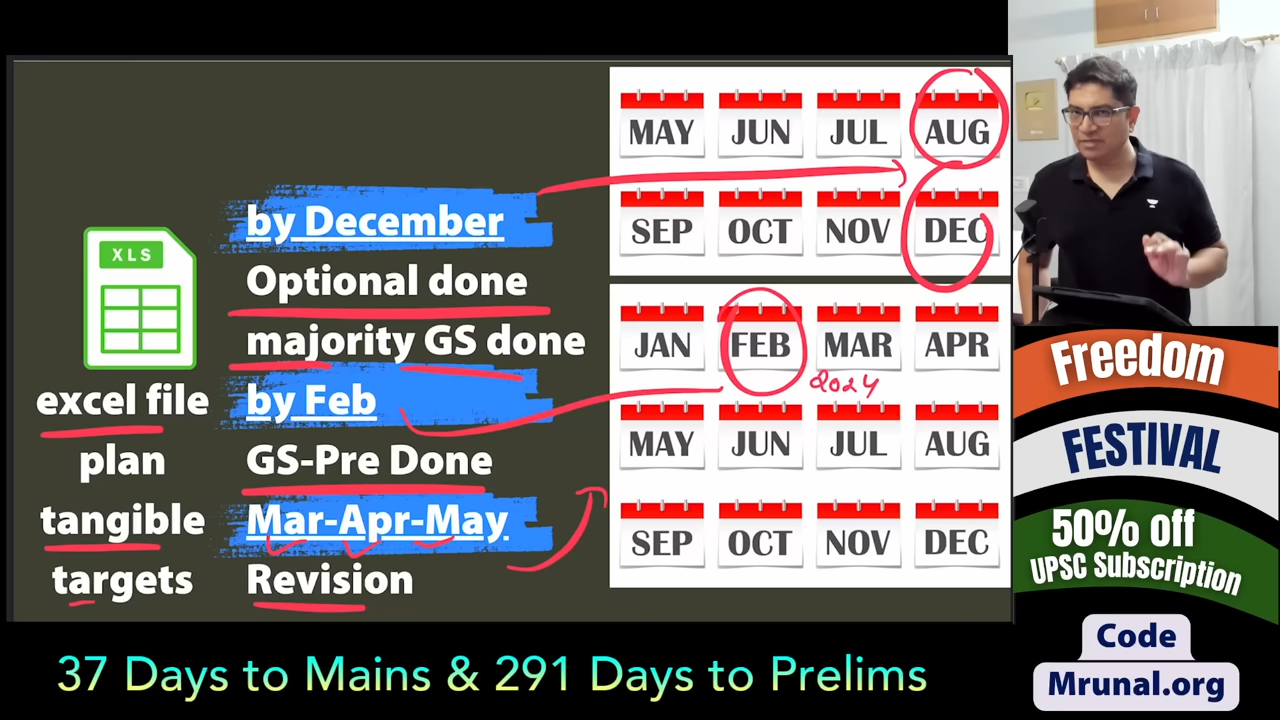 by December
Optional done
majority GS done
by Feb
GS-Pre Done
Mar-Apr-May
Revision
XLS
excel file
plan
tangible
targets
MAY JUN JUL AUG
SEP OCT NOV DEC
JAN FEB MAR APR
2024
MAY JUN JUL AUG
SEP OCT NOV DEC
Freedom
FESTIVAL
50% off
UPSC Subscription
Code
Mrunal.org
37 Days to Mains & 291 Days to Prelims